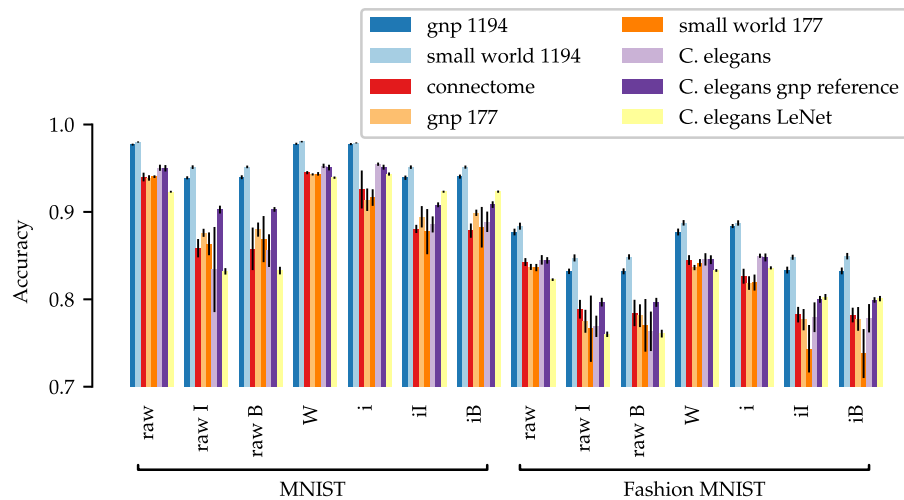 gnp 1194
small world 1194
connectome
gnp 177
small world 177
C. elegans
C. elegans gnp reference
C. elegans LeNet
Accuracy
1.0
0.9
0.8
0.7
raw
raw I
raw B
W
i
iI
iB
raw
raw I
raw B
W
i
iI
iB
MNIST
Fashion MNIST